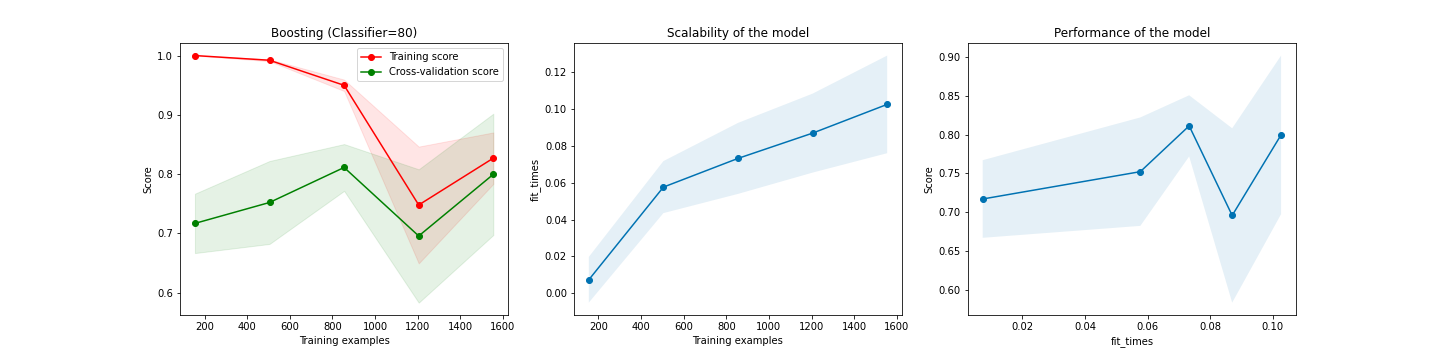 Boosting (Classifier=80)
Training score
Cross-validation score
Score
1.0
0.9
0.8
0.7
0.6
200 400 600 800 1000 1200 1400 1600
Training examples
Scalability of the model
fit_times
0.12
0.10
0.08
0.06
0.04
0.02
0.00
200 400 600 800 1000 1200 1400 1600
Training examples
Performance of the model
Score
0.90
0.85
0.80
0.75
0.70
0.65
0.60
0.02 0.04 0.06 0.08 0.10
fit_times